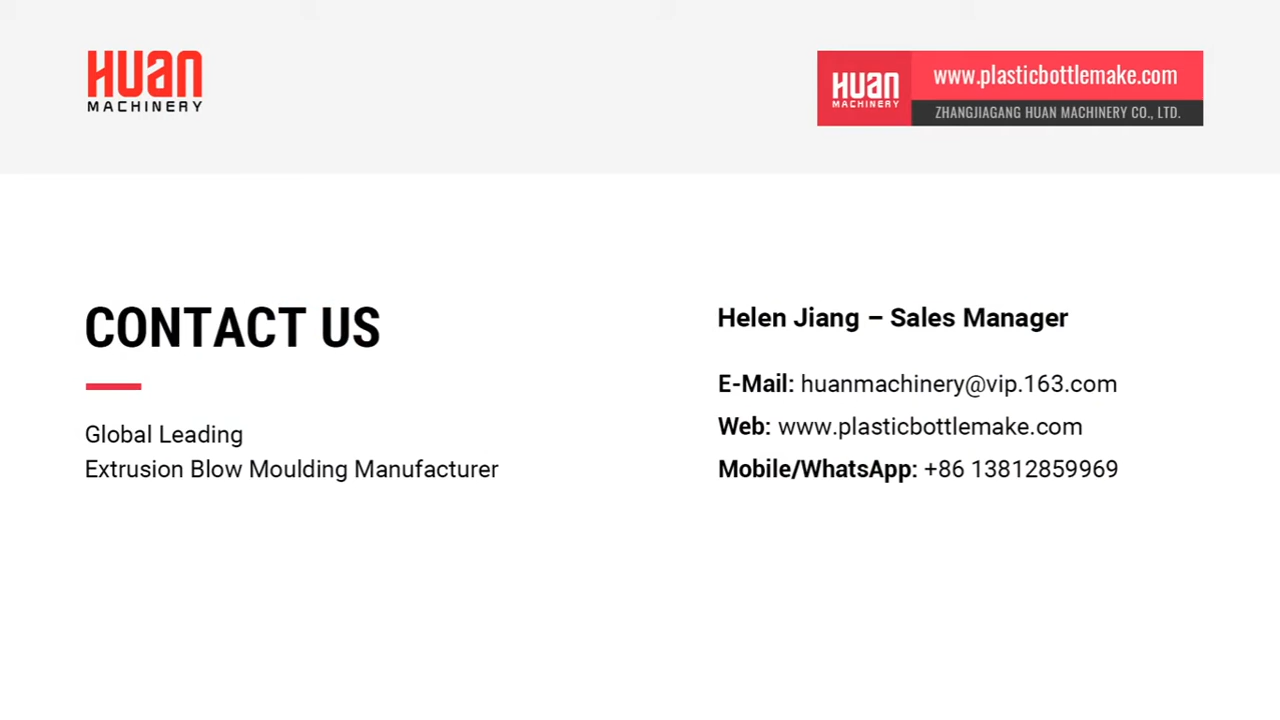 HUAN
MACHINERY
HUAN
MACHINERY
www.plasticbottlemake.com
ZHANGJIAGANG HUAN MACHINERY CO., LTD.
CONTACT US
Global Leading
Extrusion Blow Moulding Manufacturer
Helen Jiang – Sales Manager
E-Mail: huanmachinery@vip.163.com
Web: www.plasticbottlemake.com
Mobile/WhatsApp: +86 13812859969